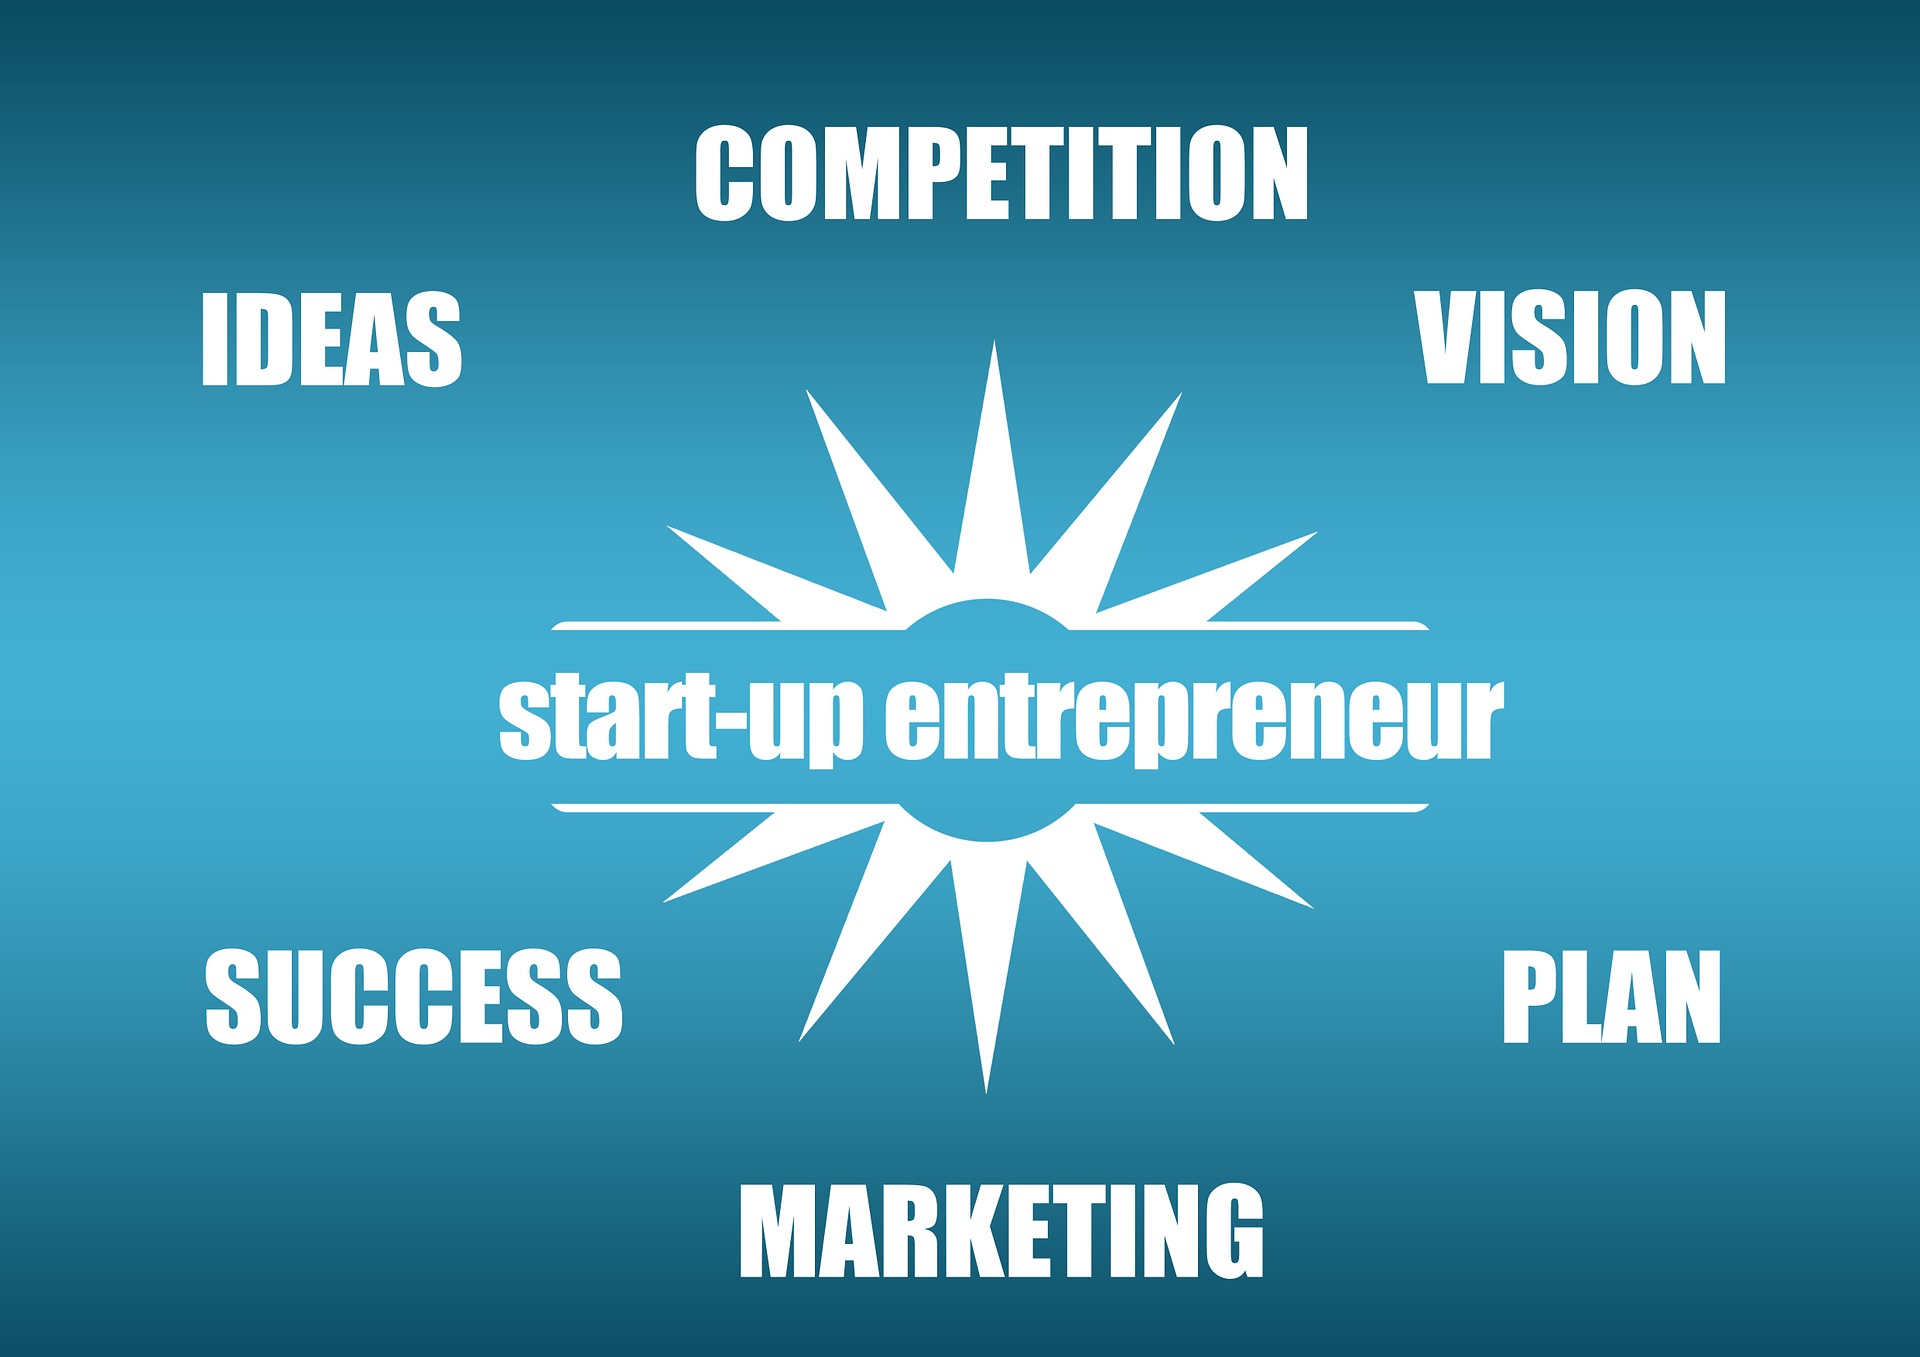 COMPETITION
IDEAS
VISION
start-up entrepreneur
SUCCESS
PLAN
MARKETING